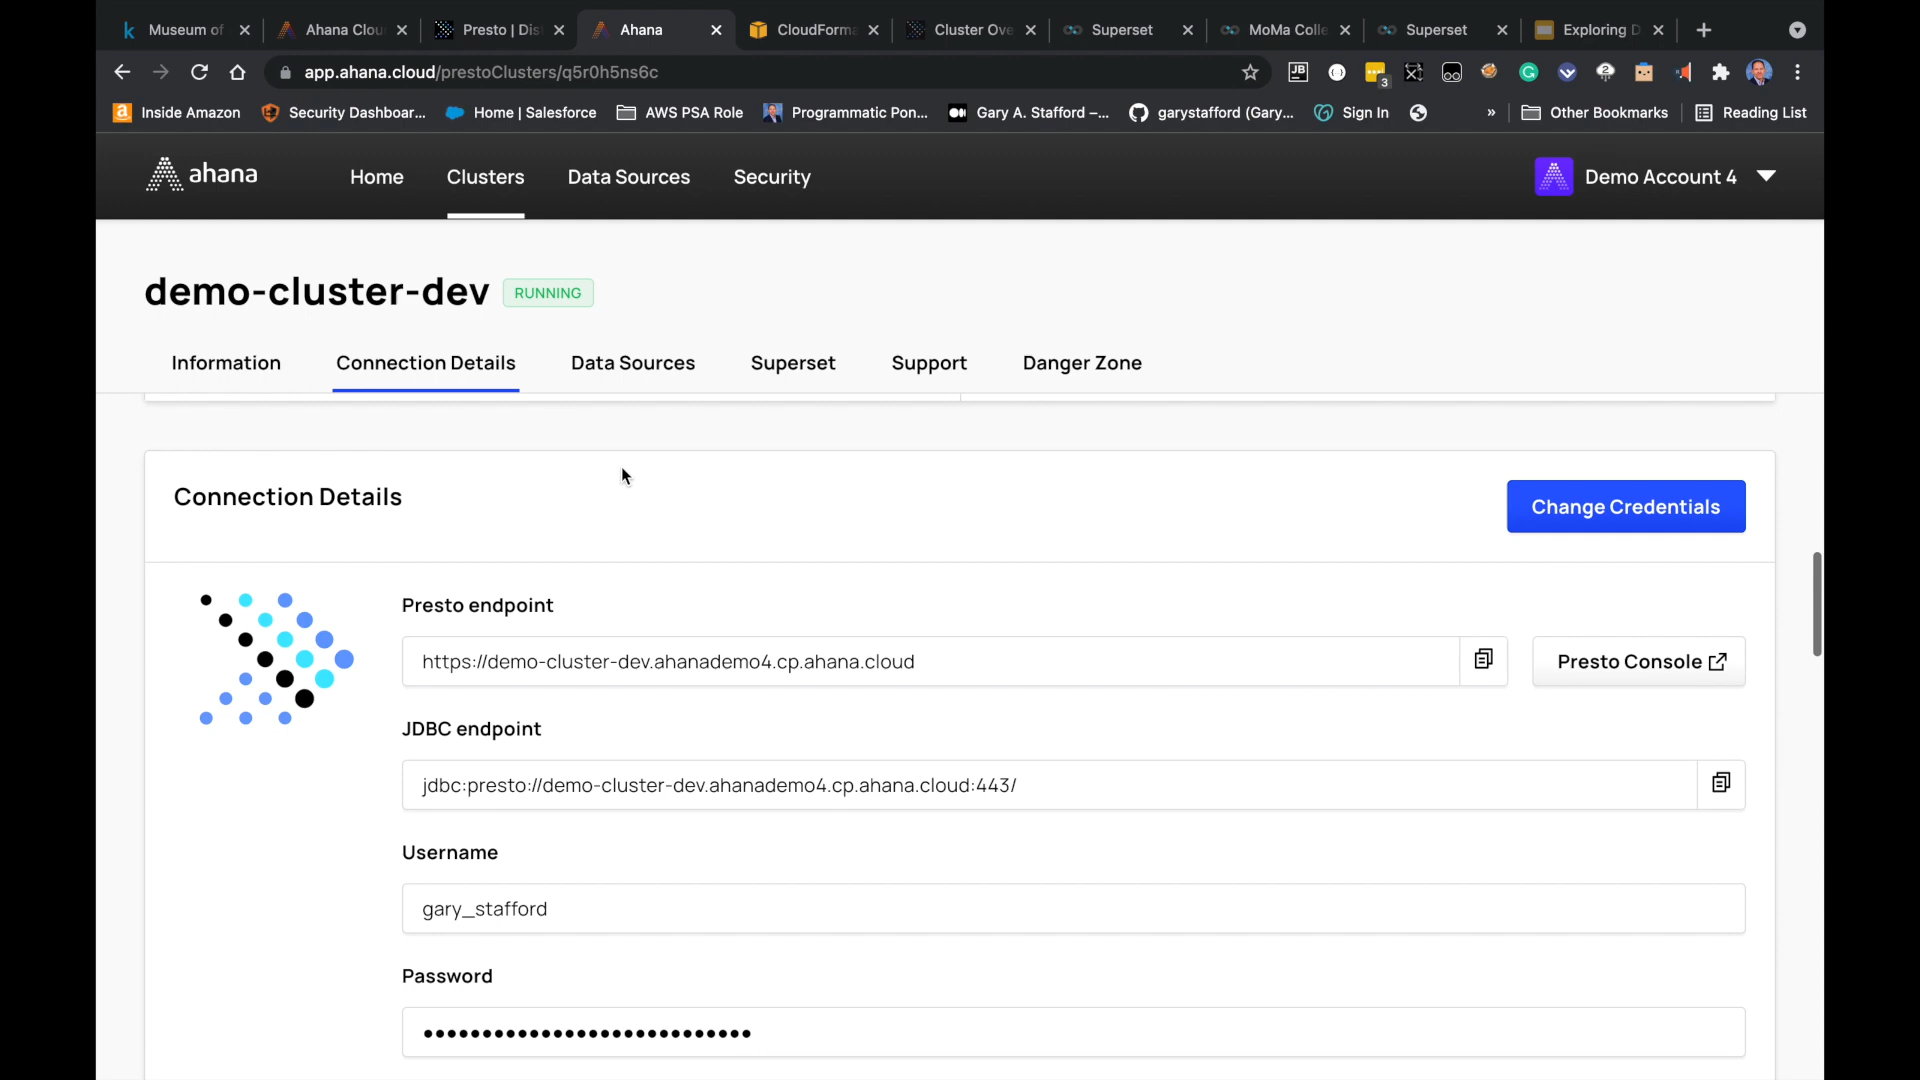 Museum of
Ahana Clou
Presto | Dis
Ahana
CloudForma
Cluster Ove
Superset
MoMa Colle
Superset
Exploring D
app.ahana.cloud/prestoClusters/q5r0h5ns6c
JB
3
2
Inside Amazon
Security Dashboar...
Home | Salesforce
AWS PSA Role
Programmatic Pon...
Gary A. Stafford –...
garystafford (Gary...
Sign In
»
Other Bookmarks
Reading List
ahana
Home
Clusters
Data Sources
Security
Demo Account 4
demo-cluster-dev
RUNNING
Information
Connection Details
Data Sources
Superset
Support
Danger Zone
Connection Details
Change Credentials
Presto endpoint
https://demo-cluster-dev.ahanademo4.cp.ahana.cloud
Presto Console
JDBC endpoint
jdbc:presto://demo-cluster-dev.ahanademo4.cp.ahana.cloud:443/
Username
gary_stafford
Password